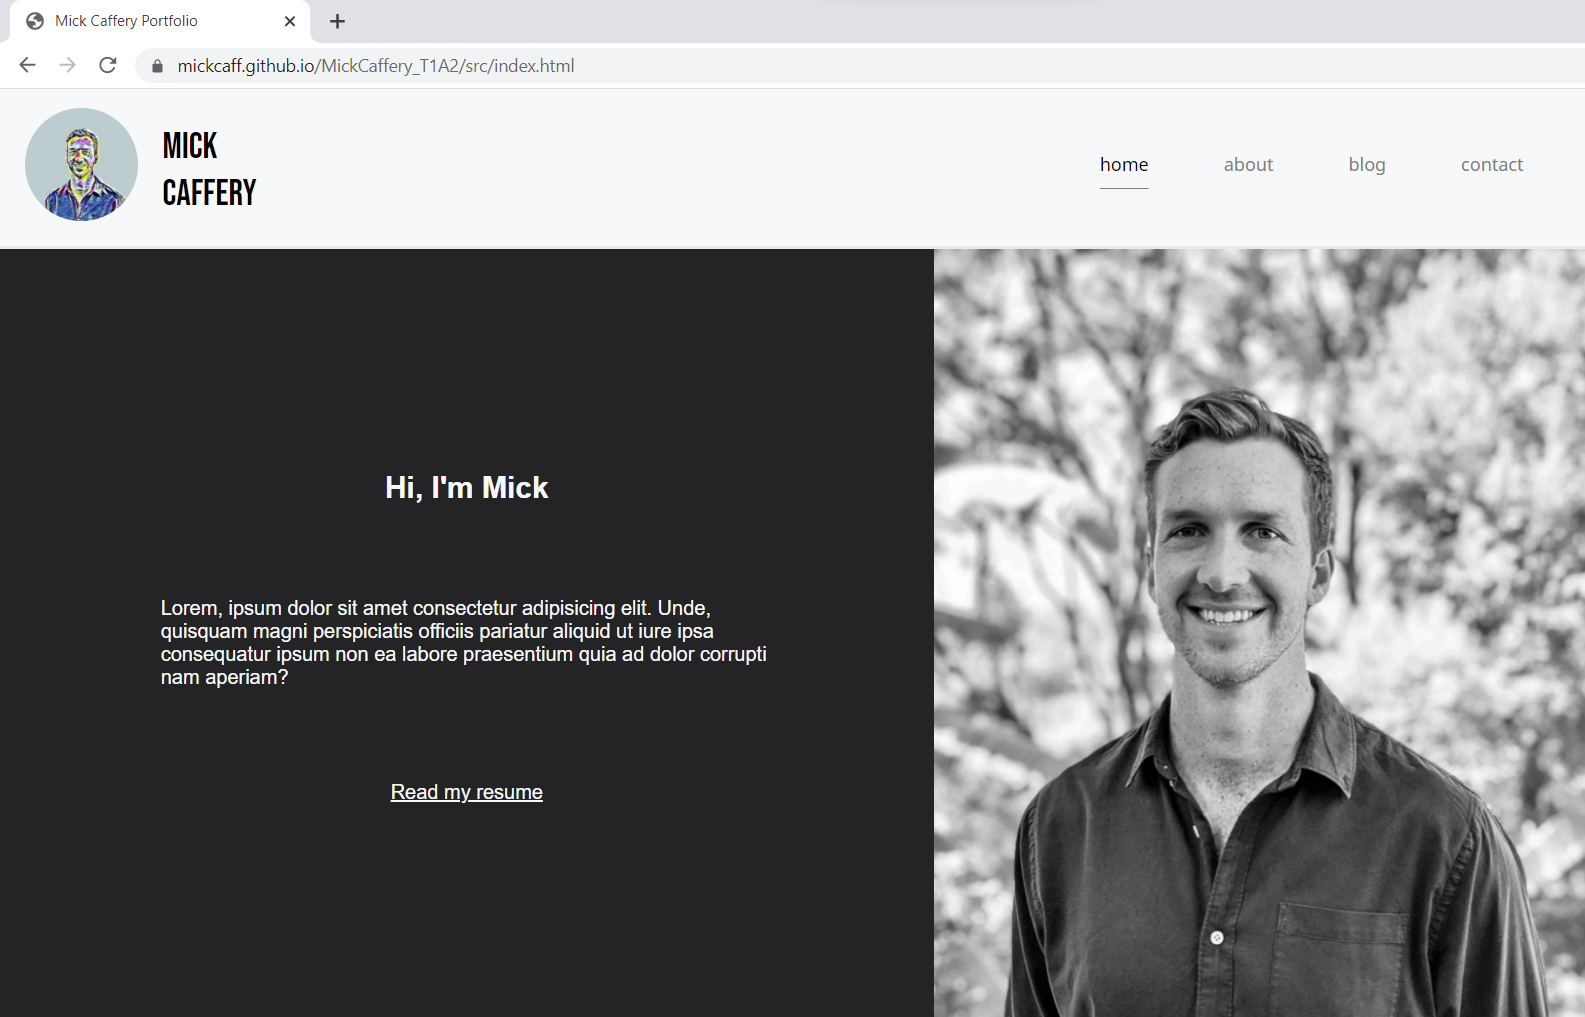 Mick Caffery Portfolio
mickcaff.github.io/MickCaffery_T1A2/src/index.html
MICK
CAFFERY
home about blog contact
Hi, I'm Mick
Lorem, ipsum dolor sit amet consectetur adipisicing elit. Unde,
quisquam magni perspiciatis officiis pariatur aliquid ut iure ipsa
consequatur ipsum non ea labore praesentium quia ad dolor corrupti
nam aperiam?
Read my resume